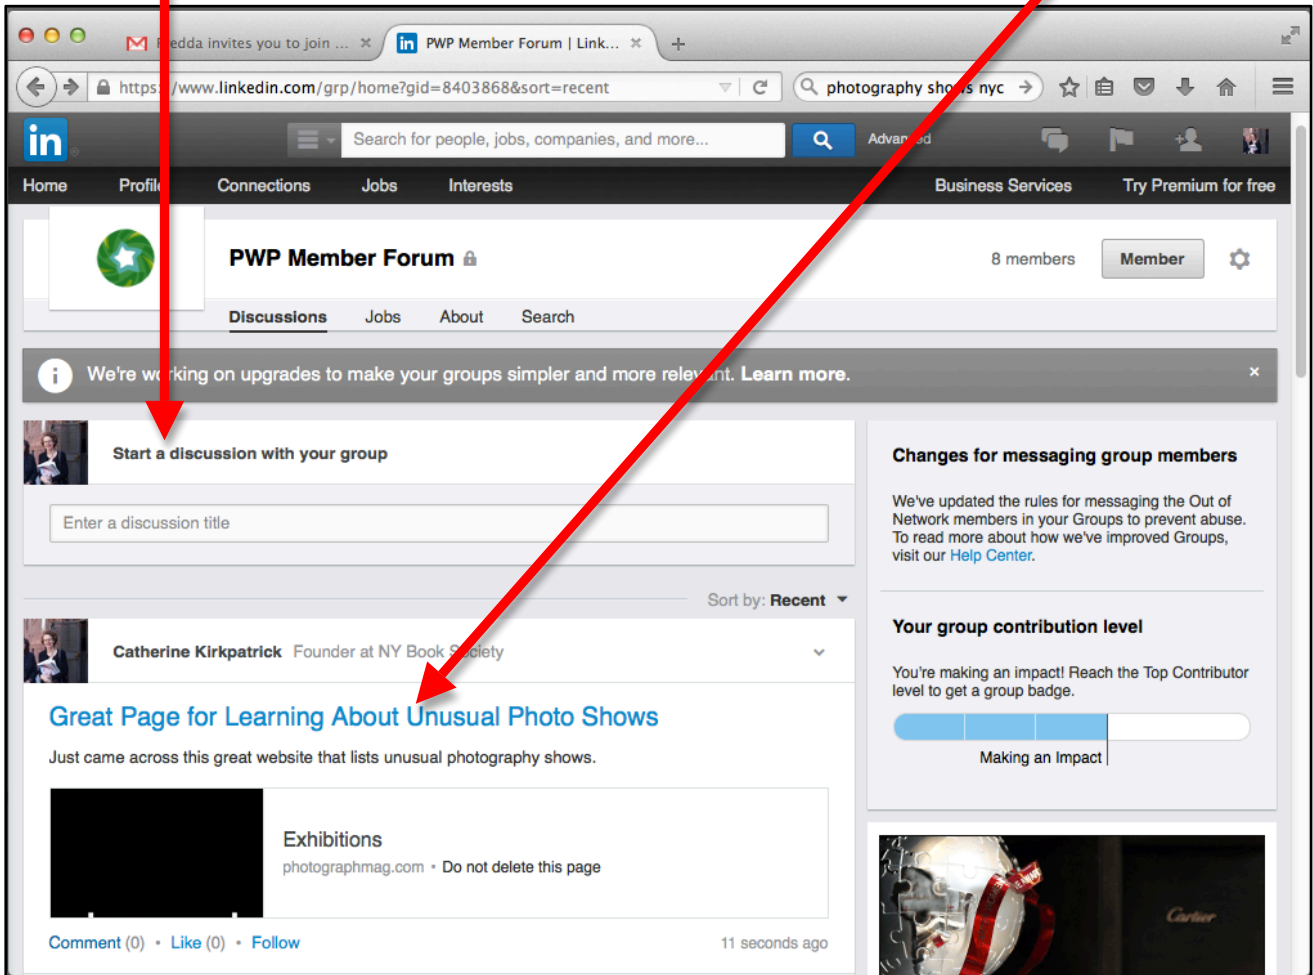 edda invites you to join ... ×
in PWP Member Forum | Link... × +
https://www.linkedin.com/grp/home?gid=8403868&sort=recent
photography shows nyc
in
Search for people, jobs, companies, and more...
Advanced
Home Profile Connections Jobs Interests Business Services Try Premium for free
PWP Member Forum
8 members
Member
Discussions Jobs About Search
i We're working on upgrades to make your groups simpler and more relevant. Learn more. ×
Start a discussion with your group
Enter a discussion title
Sort by: Recent
Catherine Kirkpatrick Founder at NY Book Society
Great Page for Learning About Unusual Photo Shows
Just came across this great website that lists unusual photography shows.
Exhibitions
photographmag.com • Do not delete this page
Comment (0) • Like (0) • Follow
11 seconds ago
Changes for messaging group members
We've updated the rules for messaging the Out of
Network members in your Groups to prevent abuse.
To read more about how we've improved Groups,
visit our Help Center.
Your group contribution level
You're making an impact! Reach the Top Contributor
level to get a group badge.
Making an Impact
Cartier